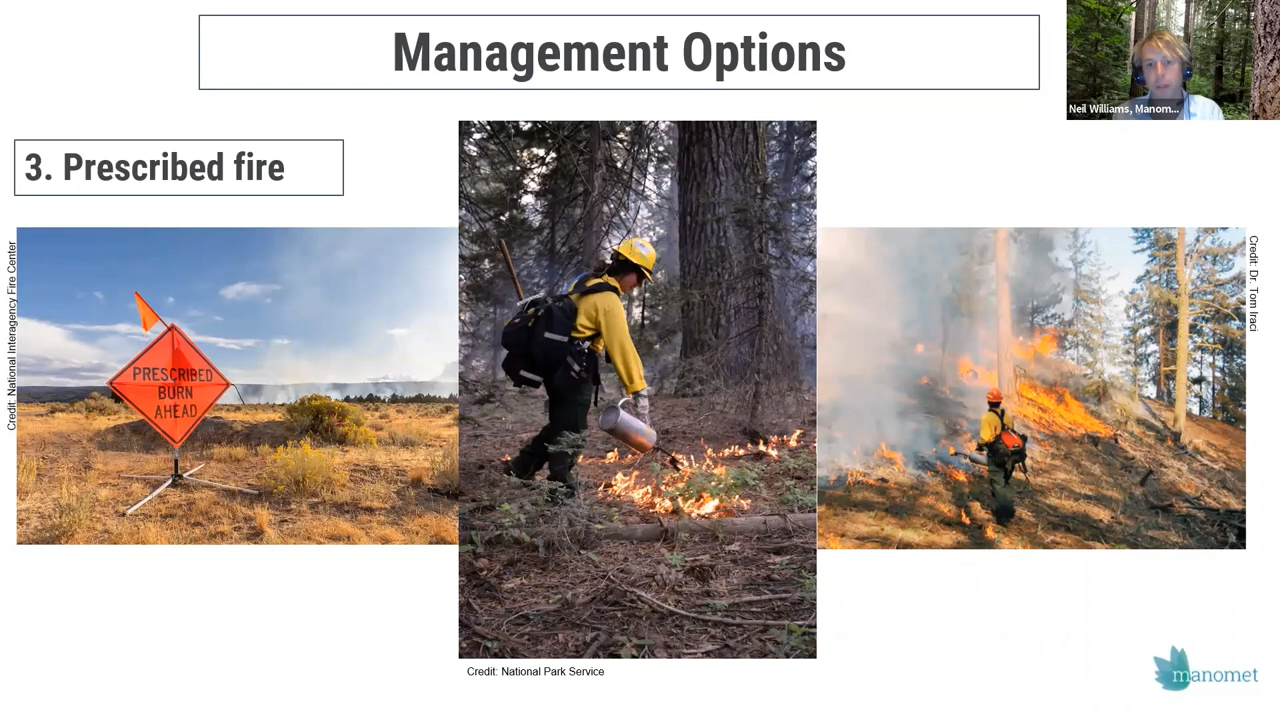 Management Options
Neil Williams, Manom...
3. Prescribed fire
Credit: National Interagency Fire Center
PRESCRIBED
BURN
AHEAD
Credit: Dr. Tom Iraci
Credit: National Park Service
manomet